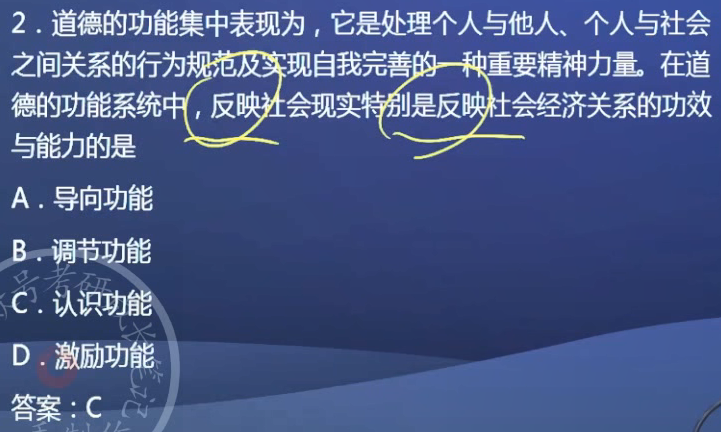 2．道德的功能集中表现为，它是处理个人与他人、个人与社会
之间关系的行为规范及实现自我完善的一种重要精神力量。在道
德的功能系统中，反映社会现实特别是反映社会经济关系的功效
与能力的是
A．导向功能
B．调节功能
C．认识功能
D．激励功能
答案：C